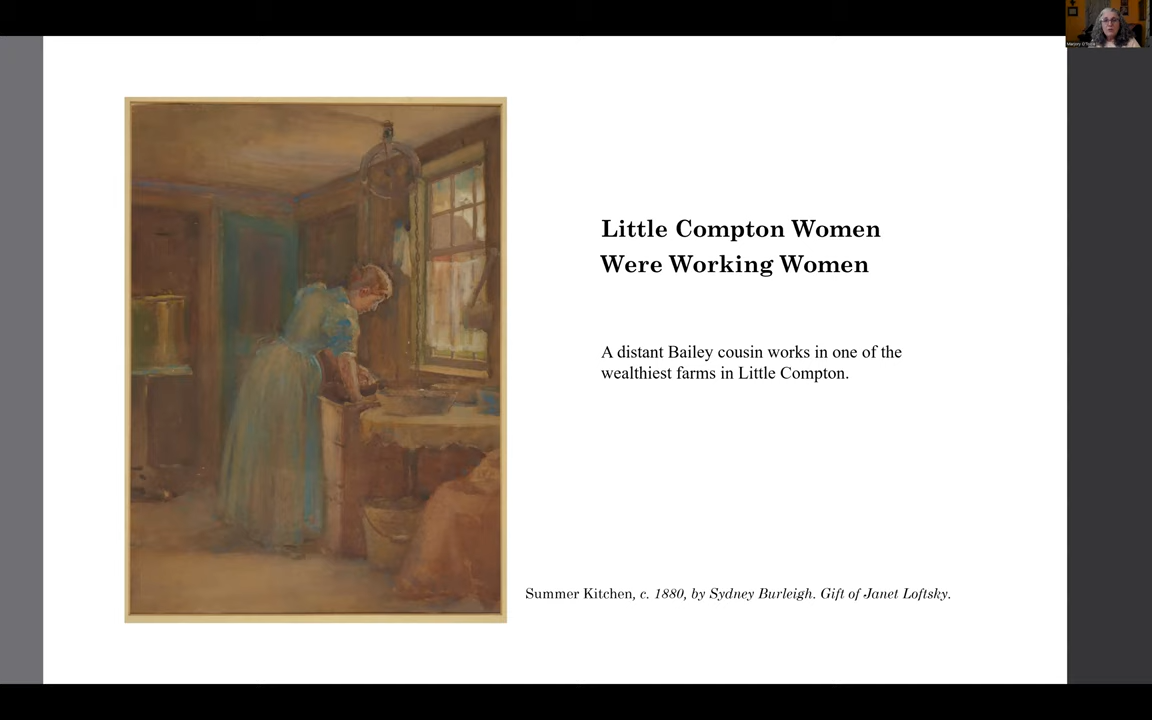 Little Compton Women
Were Working Women
A distant Bailey cousin works in one of the
wealthiest farms in Little Compton.
Summer Kitchen, c. 1880, by Sydney Burleigh. Gift of Janet Loftsky.